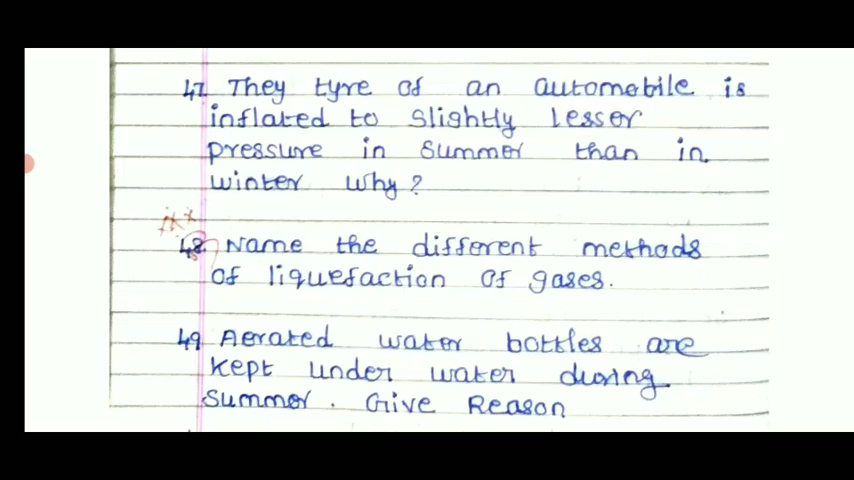 47. They tyre of an automobile is
inflated to slightly lesser
pressure in summer than in
winter why?
48. Name the different methods
of liquefaction of gases.
49 Aerated water bottles are
kept under water during
summer. Give Reason